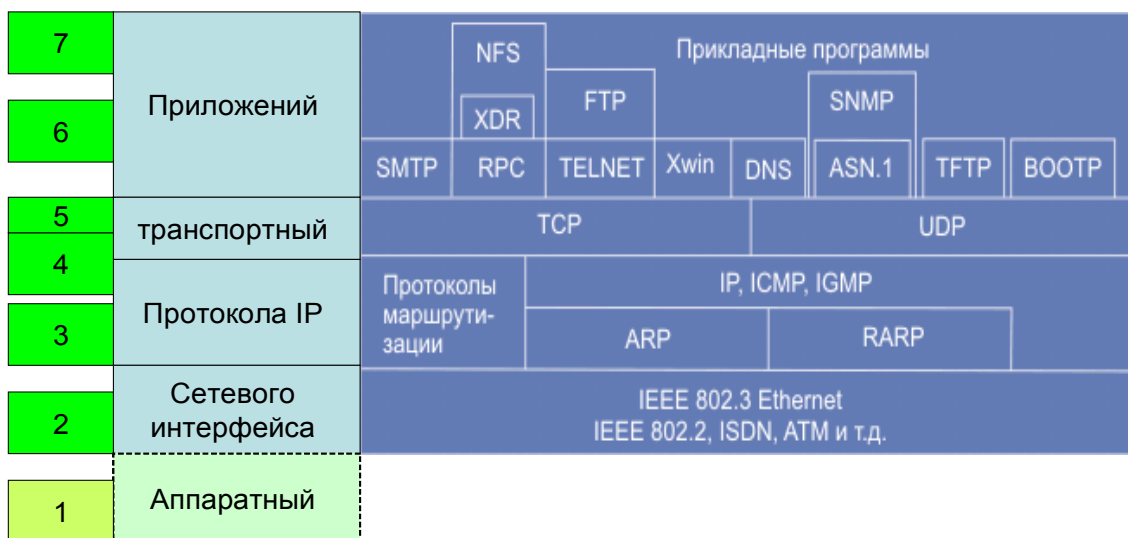 7
Приложений
NFS
Прикладные программы
6
XDR
FTP
SNMP
SMTP
RPC
TELNET
Xwin
DNS
ASN.1
TFTP
BOOTP
5
транспортный
TCP
UDP
4
Протокола IP
Протоколы
маршрути-
зации
IP, ICMP, IGMP
3
ARP
RARP
2
Сетевого
интерфейса
IEEE 802.3 Ethernet
IEEE 802.2, ISDN, ATM и т.д.
1
Аппаратный